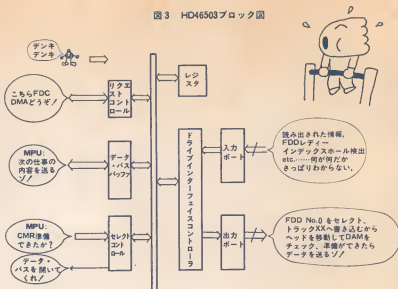 図3 HD46503ブロック図
デンキ
デンキ
こちらFDC
DMAどうぞ!
リクエ
スト
コント
ロール
レジ
スタ
MPU:
次の仕事の
内容を送る
ゾ!
データ
・バス
バッファ
ドライブインターフェイスコントローラ
入力
ポート
読み出された情報,
FDDレディー
インデックスホール検出
etc.……何が何だか
さっぱりわからない。
MPU:
CMR準備
できたか?
データ・
バスを開いて
くれ!
セレクト
コント
ロール
出力
ポート
FDD No.0 をセレクト、
トラックXXへ書き込むから
ヘッドを移動してDAMを
チェック、準備ができたら
データを送るゾ!